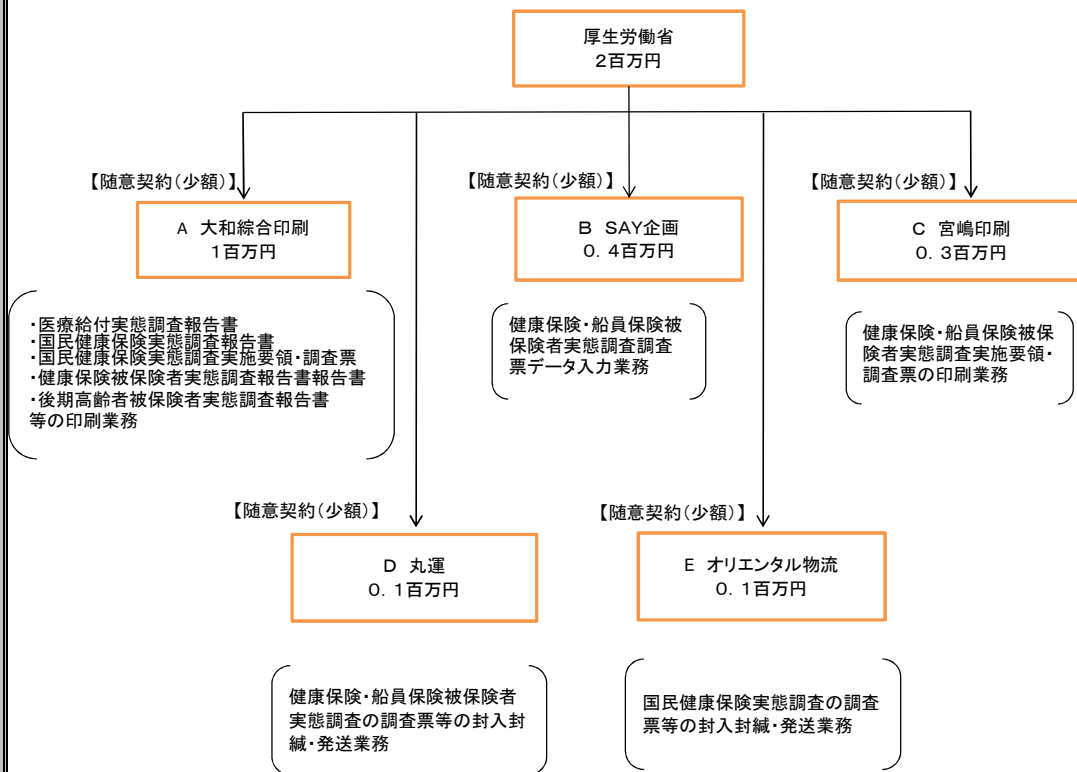 厚生労働省
2百万円
【随意契約(少額)】
A 大和綜合印刷
1百万円
・医療給付実態調査報告書
・国民健康保険実態調査報告書
・国民健康保険実態調査実施要領・調査票
・健康保険被保険者実態調査報告書報告書
・後期高齢者被保険者実態調査報告書
等の印刷業務
【随意契約(少額)】
B SAY企画
0.4百万円
健康保険・船員保険被
保険者実態調査調査
票データ入力業務
【随意契約(少額)】
C 宮嶋印刷
0.3百万円
健康保険・船員保険被保
険者実態調査実施要領・
調査票の印刷業務
【随意契約(少額)】
D 丸運
0.1百万円
健康保険・船員保険被保険者
実態調査の調査票等の封入封
緘・発送業務
【随意契約(少額)】
E オリエンタル物流
0.1百万円
国民健康保険実態調査の調査
票等の封入封緘・発送業務